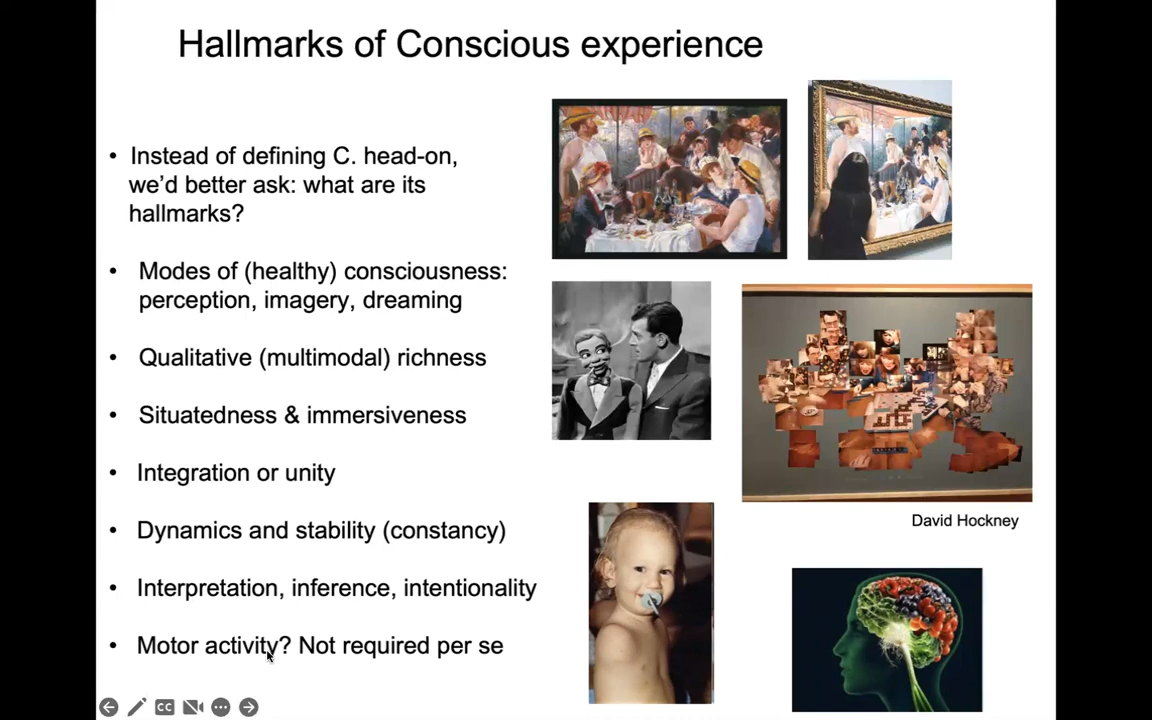 Hallmarks of Conscious experience
• Instead of defining C. head-on,
we'd better ask: what are its
hallmarks?
• Modes of (healthy) consciousness:
perception, imagery, dreaming
• Qualitative (multimodal) richness
• Situatedness & immersiveness
• Integration or unity
• Dynamics and stability (constancy)
• Interpretation, inference, intentionality
• Motor activity? Not required per se
David Hockney
CC